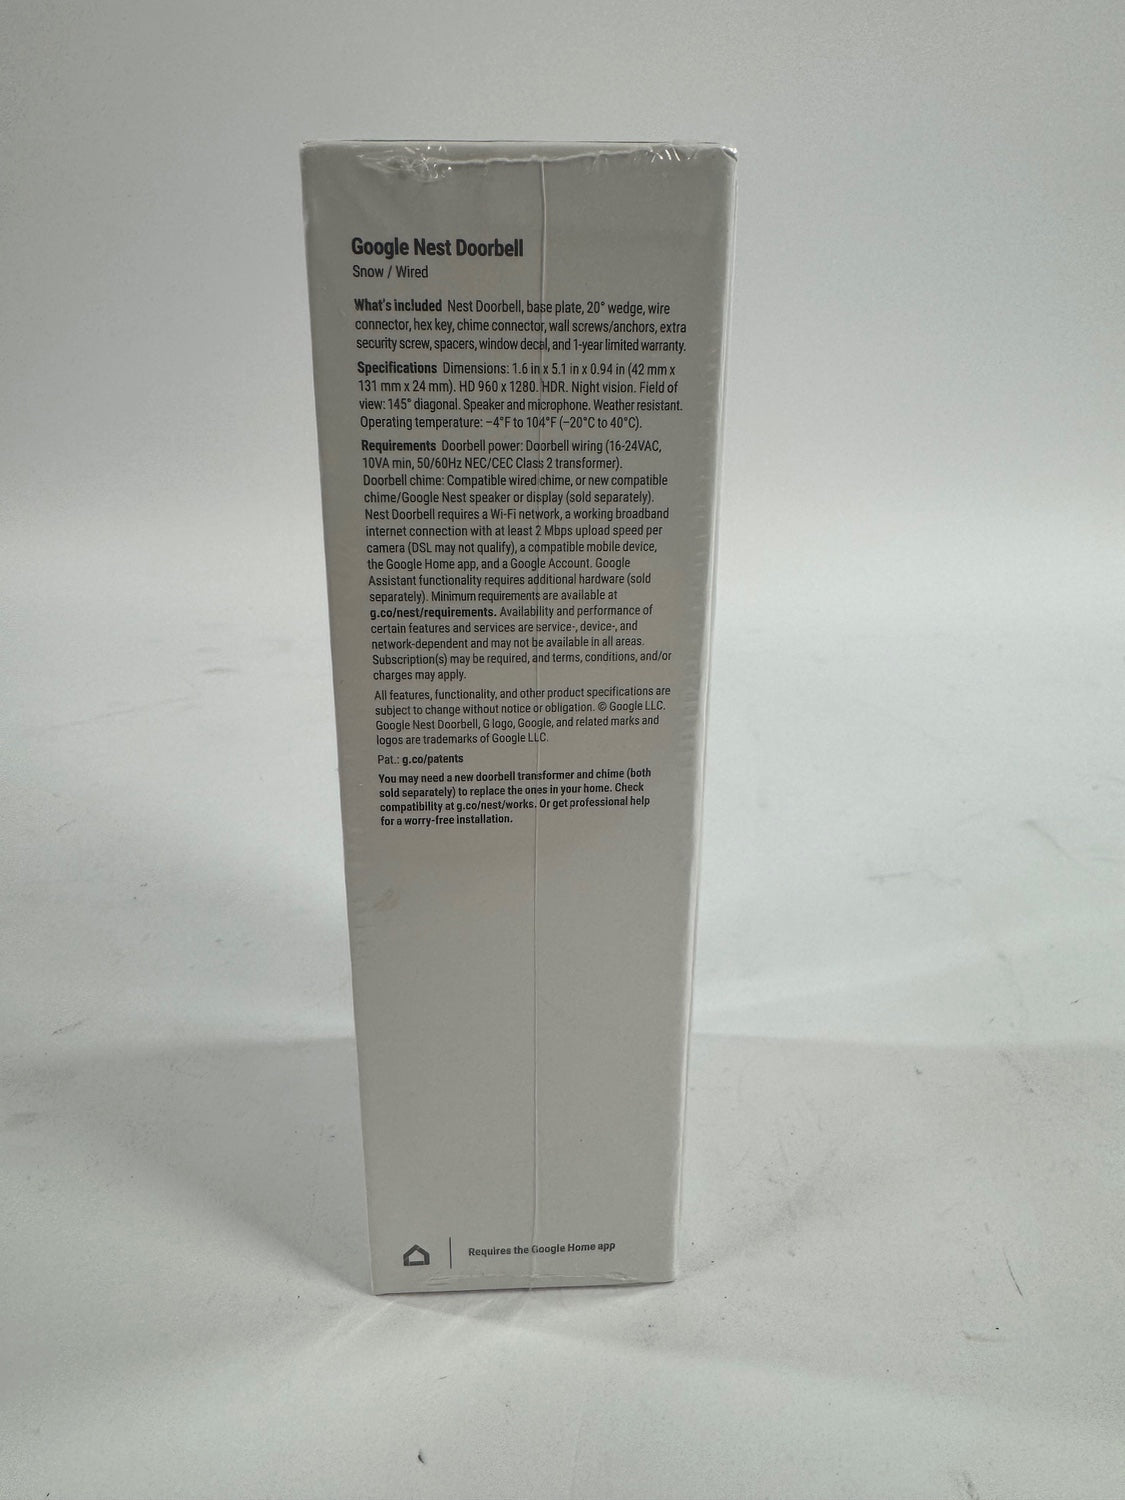 Google Nest Doorbell
Snow / Wired
What's included Nest Doorbell, base plate, 20° wedge, wire
connector, hex key, chime connector, wall screws/anchors, extra
security screw, spacers, window decal, and 1-year limited warranty.
Specifications Dimensions: 1.6 in x 5.1 in x 0.94 in (42 mm x
131 mm x 24 mm). HD 960 x 1280. HDR. Night vision. Field of
view: 145° diagonal. Speaker and microphone. Weather resistant.
Operating temperature: –4°F to 104°F (–20°C to 40°C).
Requirements Doorbell power: Doorbell wiring (16-24VAC,
10VA min, 50/60Hz NEC/CEC Class 2 transformer).
Doorbell chime: Compatible wired chime, or new compatible
chime/Google Nest speaker or display (sold separately).
Nest Doorbell requires a Wi-Fi network, a working broadband
internet connection with at least 2 Mbps upload speed per
camera (DSL may not qualify), a compatible mobile device,
the Google Home app, and a Google Account. Google
Assistant functionality requires additional hardware (sold
separately). Minimum requirements are available at
g.co/nest/requirements. Availability and performance of
certain features and services are service-, device-, and
network-dependent and may not be available in all areas.
Subscription(s) may be required, and terms, conditions, and/or
charges may apply.
All features, functionality, and other product specifications are
subject to change without notice or obligation. © Google LLC.
Google Nest Doorbell, G logo, Google, and related marks and
logos are trademarks of Google LLC.
Pat.: g.co/patents
You may need a new doorbell transformer and chime (both
sold separately) to replace the ones in your home. Check
compatibility at g.co/nest/works. Or get professional help
for a worry-free installation.
Requires the Google Home app